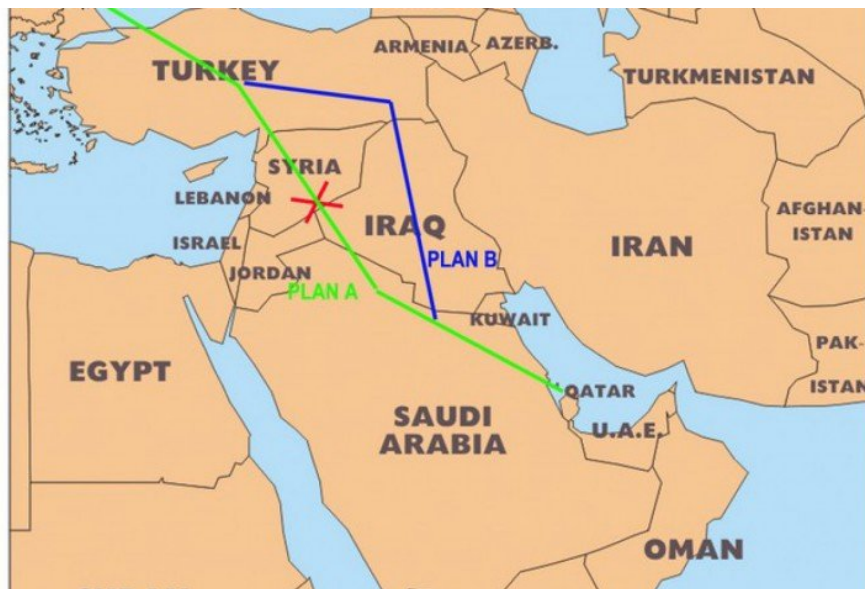 ARMENIA
AZERB.
TURKEY
TURKMENISTAN
SYRIA
LEBANON
AFGHAN-
ISTAN
IRAQ
ISRAEL
IRAN
PLAN B
JORDAN
PLAN A
KUWAIT
PAK-
ISTAN
EGYPT
QATAR
SAUDI
ARABIA
U.A.E.
OMAN